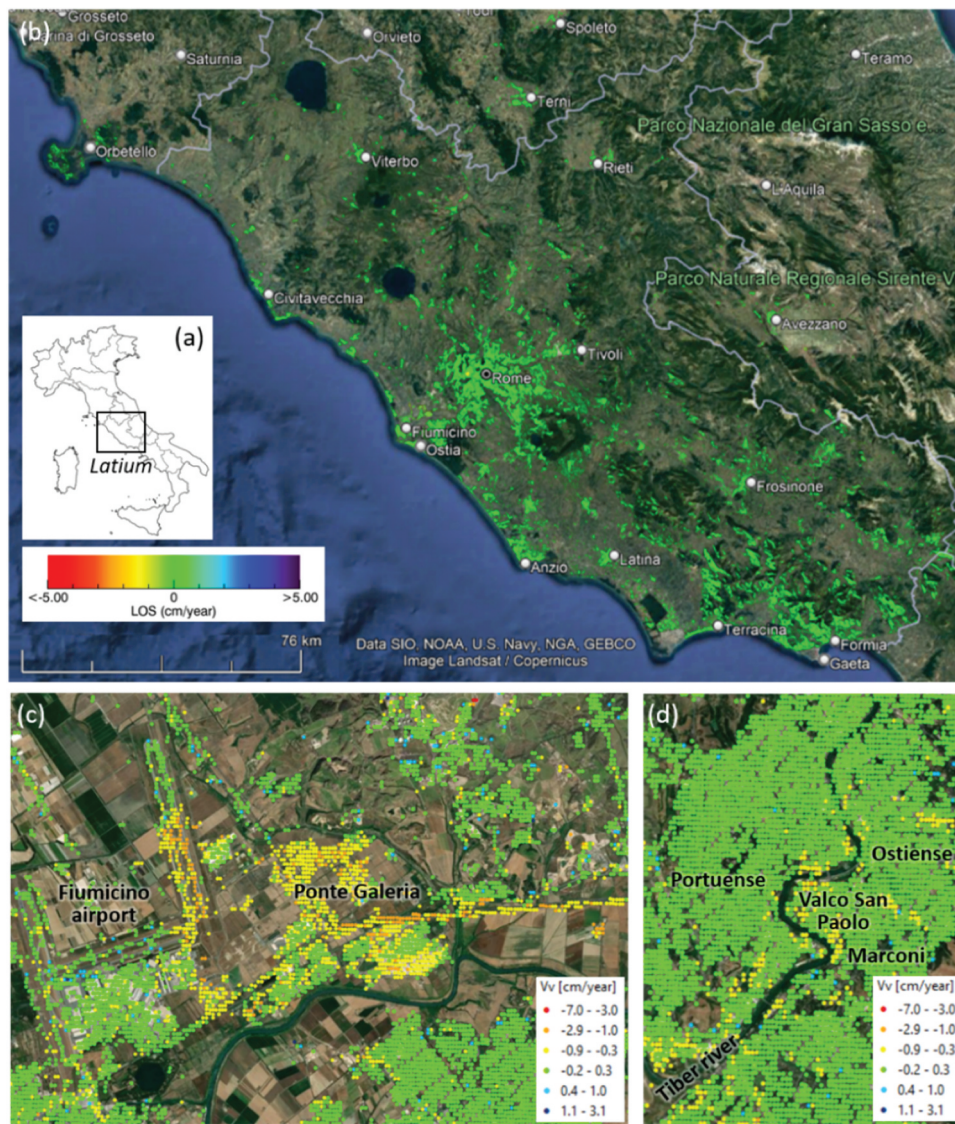 (b)
Grosseto
Marina di Grosseto
Orvieto
Spoleto
Saturnia
Teramo
Terni
Parco Nazionale del Gran Sasso e
Orbetello
Viterbo
Rieti
L'Aquila
Parco Naturale Regionale Sirente V
Civitavecchia
Avezzano
(a)
Tivoli
Rome
Fiumicino
Ostia
Latium
Frosinone
Latina
Anzio
<-5.00 0 >5.00
LOS (cm/year)
76 km
Data SIO, NOAA, U.S. Navy, NGA, GEBCO
Image Landsat / Copernicus
Terracina
Formia
Gaeta
(c)
Fiumicino
airport
Ponte Galeria
Vv [cm/year]
-7.0 - -3.0
-2.9 - -1.0
-0.9 - -0.3
-0.2 - 0.3
0.4 - 1.0
1.1 - 3.1
(d)
Ostiense
Portuense
Valco San
Paolo
Marconi
Tiber river
Vv [cm/year]
-7.0 - -3.0
-2.9 - -1.0
-0.9 - -0.3
-0.2 - 0.3
0.4 - 1.0
1.1 - 3.1